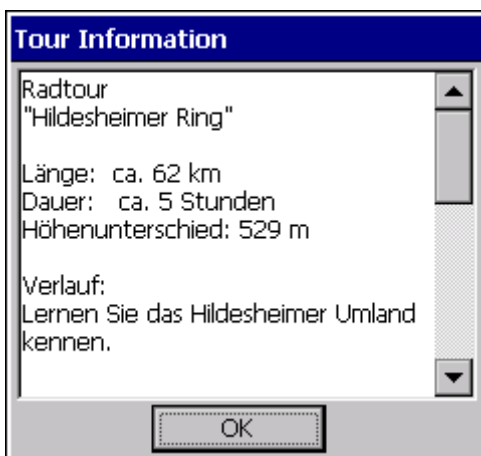 Tour Information
Radtour
"Hildesheimer Ring"
Länge: ca. 62 km
Dauer: ca. 5 Stunden
Höhenunterschied: 529 m
Verlauf:
Lernen Sie das Hildesheimer Umland
kennen.
OK